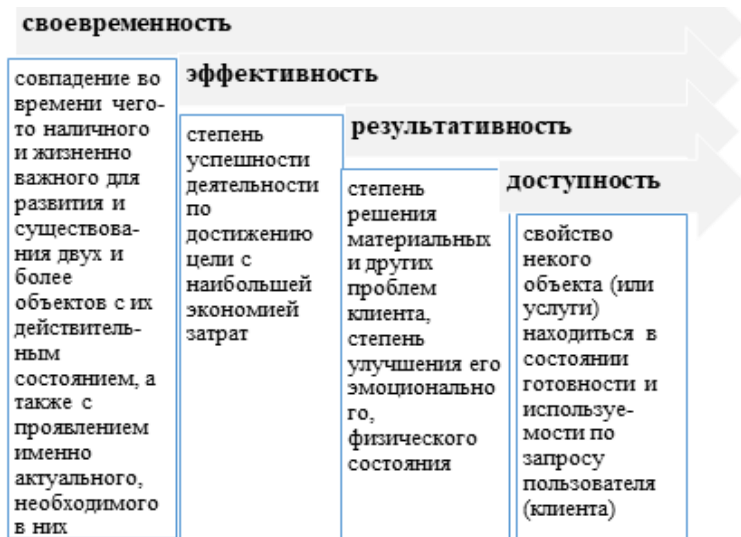 своевременность
совпадение во
времени чего-
то наличного
и жизненно
важного для
развития и
существова-
ния двух и
более
объектов с их
действитель-
ным
состоянием, а
также с
проявлением
именно
актуального,
необходимого
в них
эффективность
степень
успешности
деятельности
по
достижению
цели с
наибольшей
экономией
затрат
результативность
степень
решения
материальных
и других
проблем
клиента,
степень
улучшения его
эмоционально
го,
физического
состояния
доступность
свойство
некого
объекта (или
услуги)
находиться в
состоянии
готовности и
используе-
мости по
запросу
пользователя
(клиента)